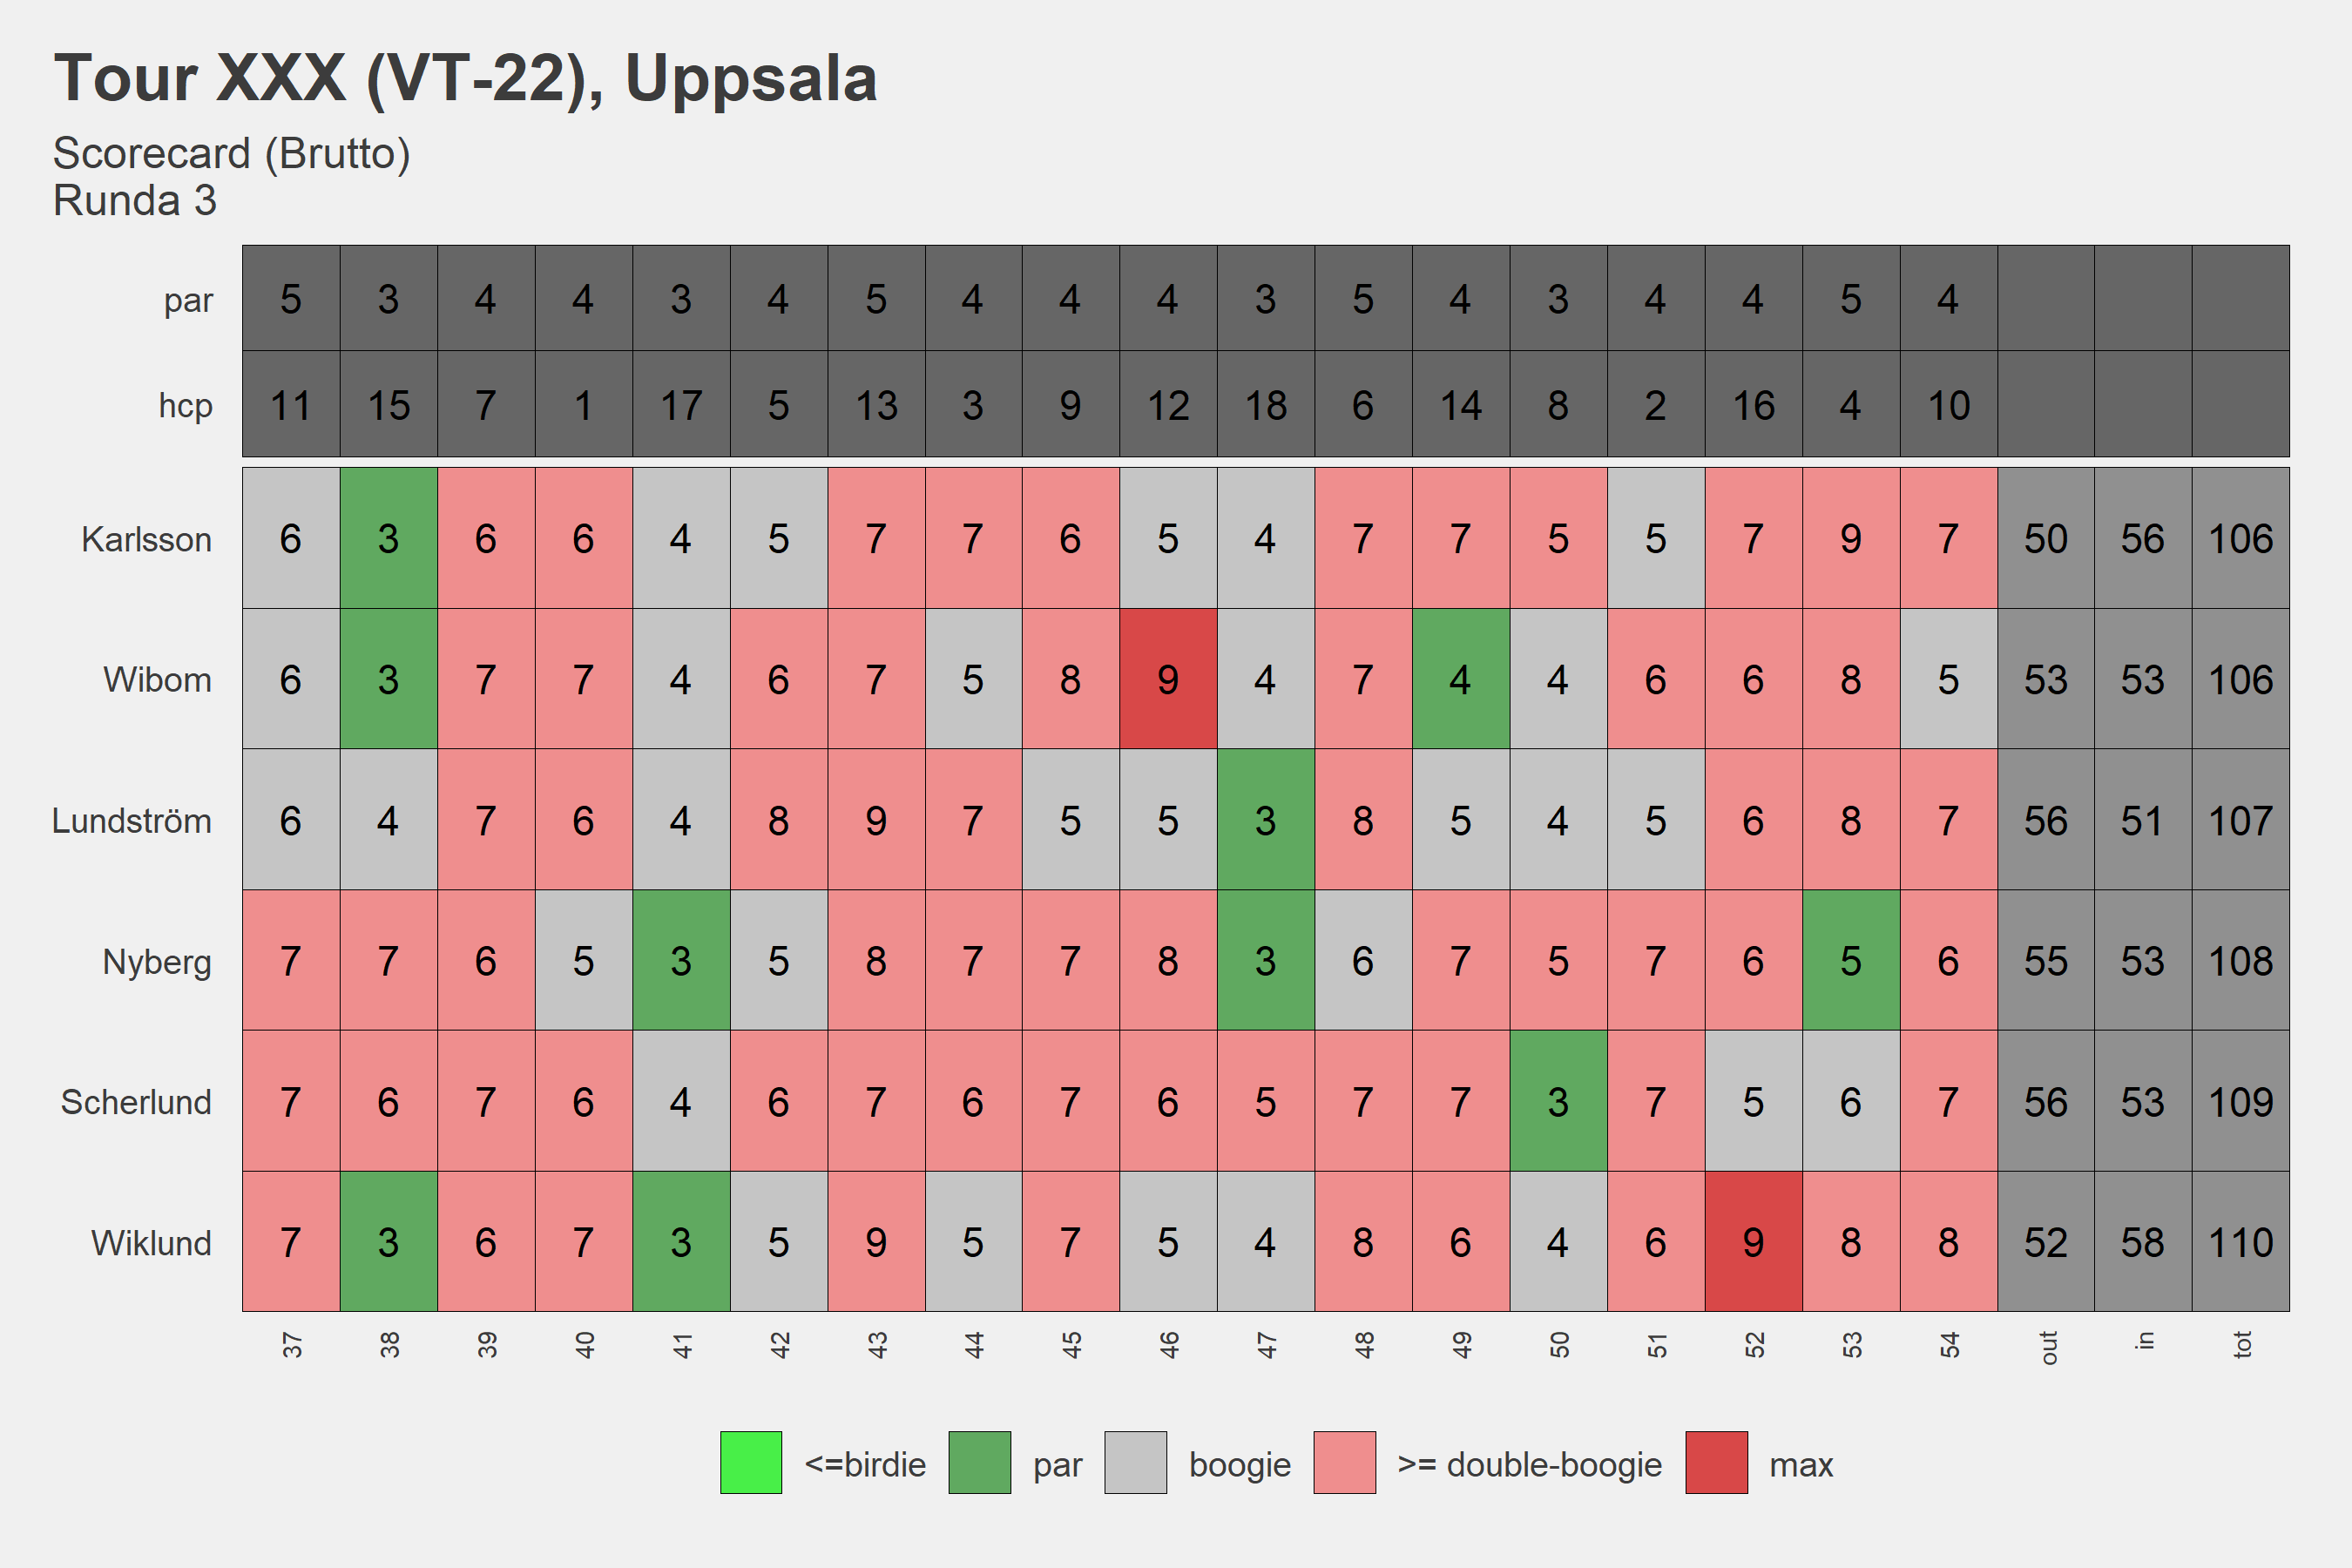 Tour XXX (VT-22), Uppsala
Scorecard (Brutto)
Runda 3
par 5 3 4 4 3 4 5 4 4 4 3 5 4 3 4 4 5 4
hcp 11 15 7 1 17 5 13 3 9 12 18 6 14 8 2 16 4 10
Karlsson 6 3 6 6 4 5 7 7 6 5 4 7 7 5 5 7 9 7 50 56 106
Wibom 6 3 7 7 4 6 7 5 8 9 4 7 4 4 6 6 8 5 53 53 106
Lundström 6 4 7 6 4 8 9 7 5 5 3 8 5 4 5 6 8 7 56 51 107
Nyberg 7 7 6 5 3 5 8 7 7 8 3 6 7 5 7 6 5 6 55 53 108
Scherlund 7 6 7 6 4 6 7 6 7 6 5 7 7 3 7 5 6 7 56 53 109
Wiklund 7 3 6 7 3 5 9 5 7 5 4 8 6 4 6 9 8 8 52 58 110
37 38 39 40 41 42 43 44 45 46 47 48 49 50 51 52 53 54 out in tot
<=birdie par boogie >= double-boogie max